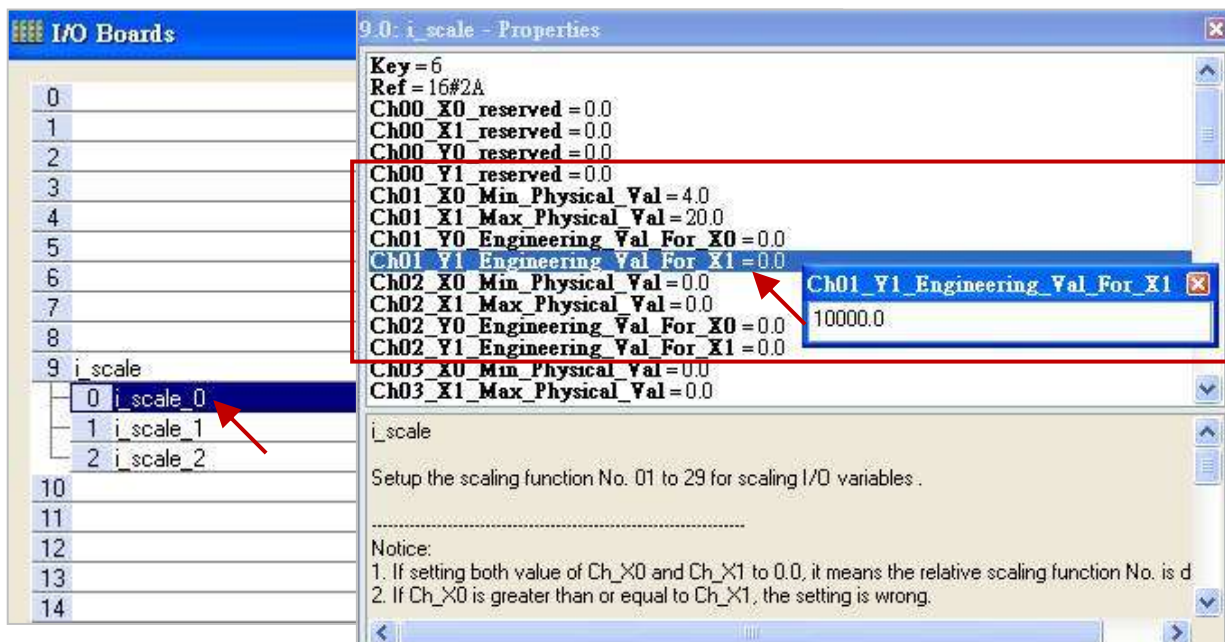 I/O Boards
0
1
2
3
4
5
6
7
8
9 i_scale
0 i_scale_0
1 i_scale_1
2 i_scale_2
10
11
12
13
14
9.0: i_scale - Properties
Key = 6
Ref = 16#2A
Ch00_X0_reserved = 0.0
Ch00_X1_reserved = 0.0
Ch00_Y0_reserved = 0.0
Ch00_Y1_reserved = 0.0
Ch01_X0_Min_Physical_Val = 4.0
Ch01_X1_Max_Physical_Val = 20.0
Ch01_Y0_Engineering_Val_For_X0 = 0.0
Ch01_Y1_Engineering_Val_For_X1 = 0.0
Ch02_X0_Min_Physical_Val = 0.0
Ch02_X1_Max_Physical_Val = 0.0
Ch02_Y0_Engineering_Val_For_X0 = 0.0
Ch02_Y1_Engineering_Val_For_X1 = 0.0
Ch03_X0_Min_Physical_Val = 0.0
Ch03_X1_Max_Physical_Val = 0.0
Ch01_Y1_Engineering_Val_For_X1
10000.0
i_scale
Setup the scaling function No. 01 to 29 for scaling I/O variables .
----------------------------------------------------------------
Notice:
1. If setting both value of Ch_X0 and Ch_X1 to 0.0, it means the relative scaling function No. is d
2. If Ch_X0 is greater than or equal to Ch_X1, the setting is wrong.